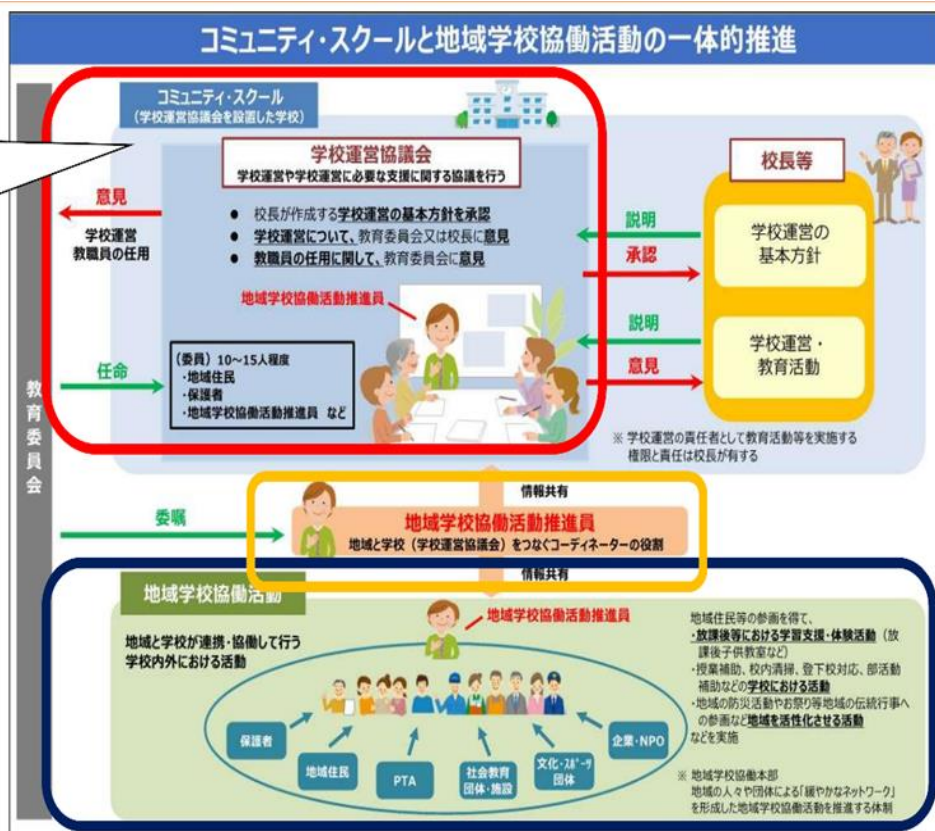 コミュニティ・スクールと地域学校協働活動の一体的推進
コミュニティ・スクール
(学校運営協議会を設置した学校)
学校運営協議会
学校運営や学校運営に必要な支援に関する協議を行う
● 校長が作成する学校運営の基本方針を承認
● 学校運営について、教育委員会又は校長に意見
● 教職員の任用に関して、教育委員会に意見
意見
学校運営
教職員の任用
地域学校協働活動推進員
任命
(委員)10~15人程度
・地域住民
・保護者
・地域学校協働活動推進員 など
説明
承認
説明
意見
校長等
学校運営の
基本方針
学校運営・
教育活動
※ 学校運営の責任者として教育活動等を実施する
権限と責任は校長が有する
教育委員会
情報共有
委嘱
地域学校協働活動推進員
地域と学校(学校運営協議会)をつなぐコーディネーターの役割
情報共有
地域学校協働活動
地域と学校が連携・協働して行う
学校内外における活動
地域学校協働活動推進員
保護者
地域住民
PTA
社会教育
団体・施設
文化・スポーツ
団体
企業・NPO
地域住民等の参画を得て、
・放課後等における学習支援・体験活動(放
課後子供教室など)
・授業補助、校内清掃、登下校対応、部活動
補助などの学校における活動
・地域の防災活動やお祭り等地域の伝統行事へ
の参画など地域を活性化させる活動
などを実施
※ 地域学校協働本部
地域の人々や団体による「緩やかなネットワーク」
を形成した地域学校協働活動を推進する体制